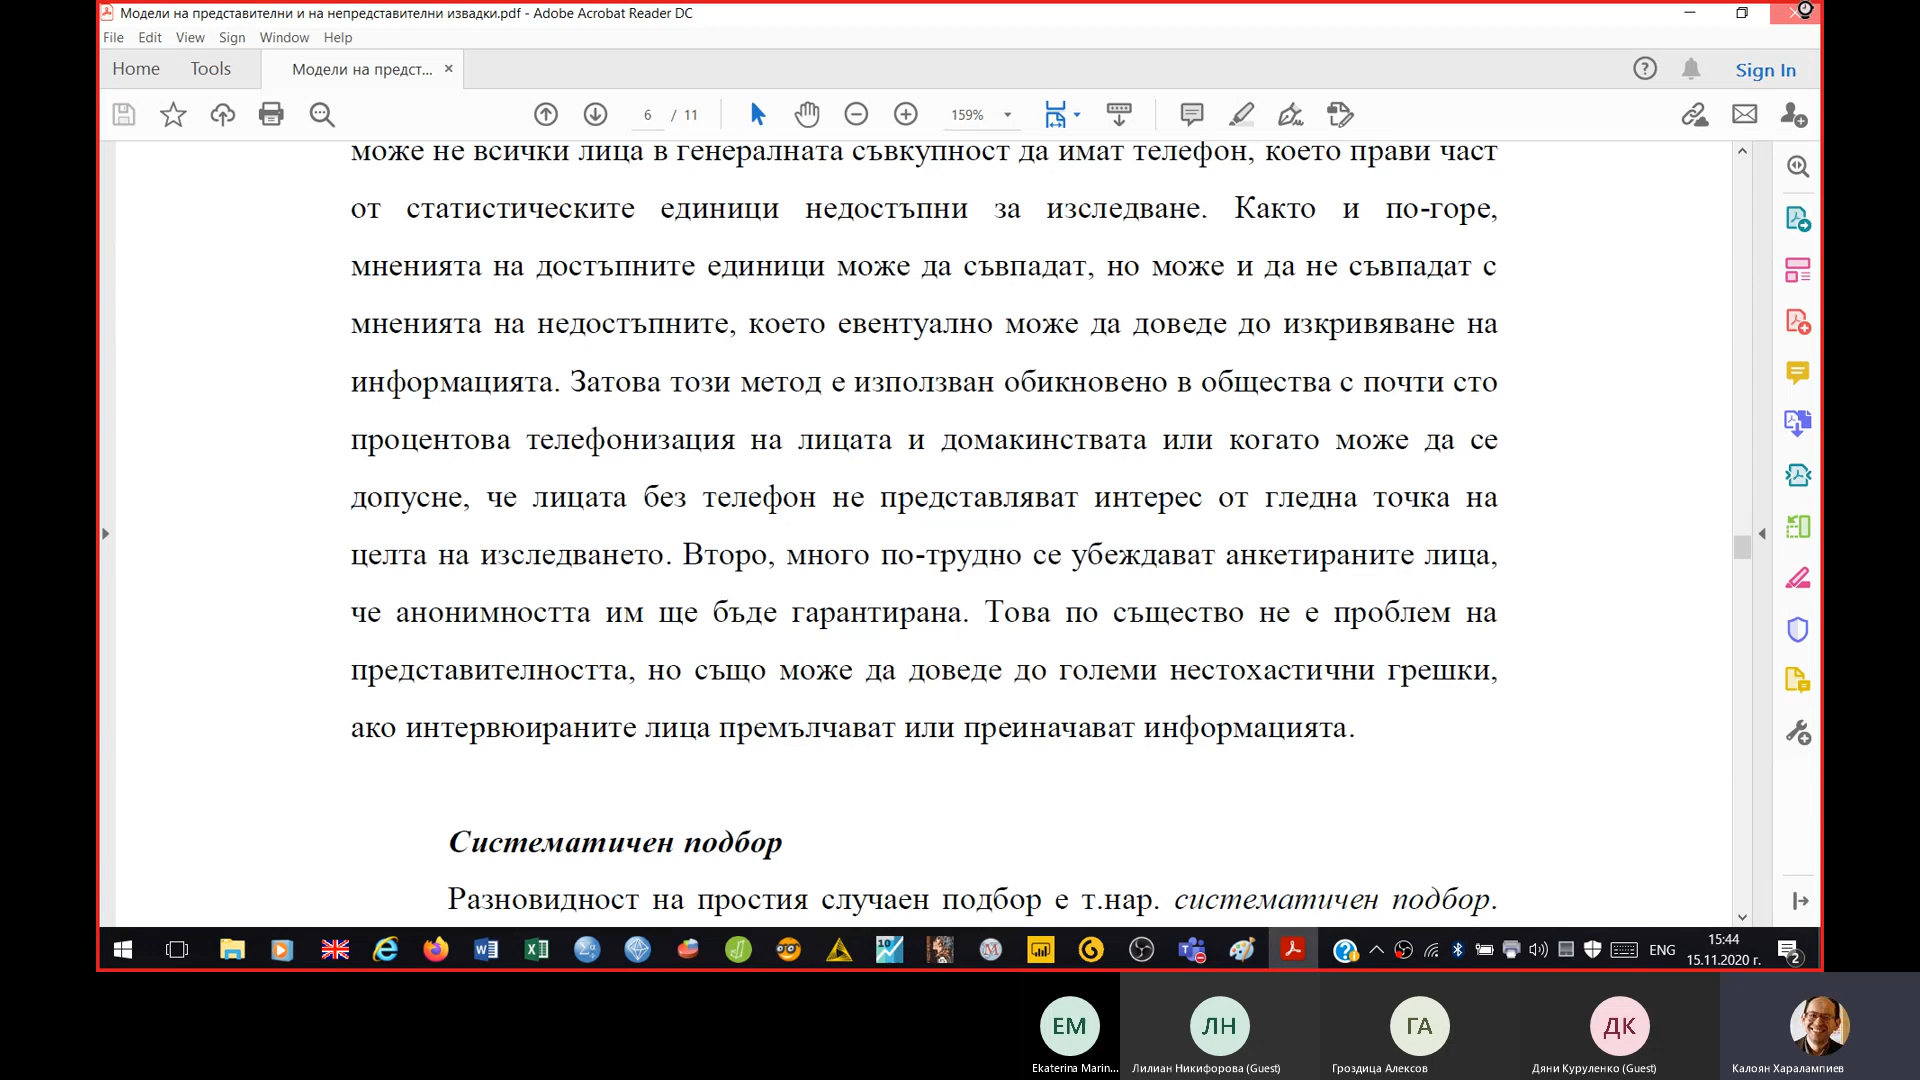 Модели на представителни и на непредставителни извадки.pdf - Adobe Acrobat Reader DC
File Edit View Sign Window Help
Home Tools Модели на предст... × Sign In
6 / 11 159%
може не всички лица в генералната съвкупност да имат телефон, което прави част
от статистическите единици недостъпни за изследване. Както и по-горе,
мненията на достъпните единици може да съвпадат, но може и да не съвпадат с
мненията на недостъпните, което евентуално може да доведе до изкривяване на
информацията. Затова този метод е използван обикновено в общества с почти сто
процентова телефонизация на лицата и домакинствата или когато може да се
допусне, че лицата без телефон не представляват интерес от гледна точка на
целта на изследването. Второ, много по-трудно се убеждават анкетираните лица,
че анонимността им ще бъде гарантирана. Това по същество не е проблем на
представителността, но също може да доведе до големи нестохастични грешки,
ако интервюираните лица премълчават или преиначават информацията.
Систематичен подбор
Разновидност на простия случаен подбор е т.нар. систематичен подбор.
ENG
15:44
15.11.2020 г.
2
ЕМ ЛН ГА ДК
Ekaterina Marin... Лилиан Никифорова (Guest) Гроздица Алексов Дяни Куруленко (Guest) Калоян Харалампиев